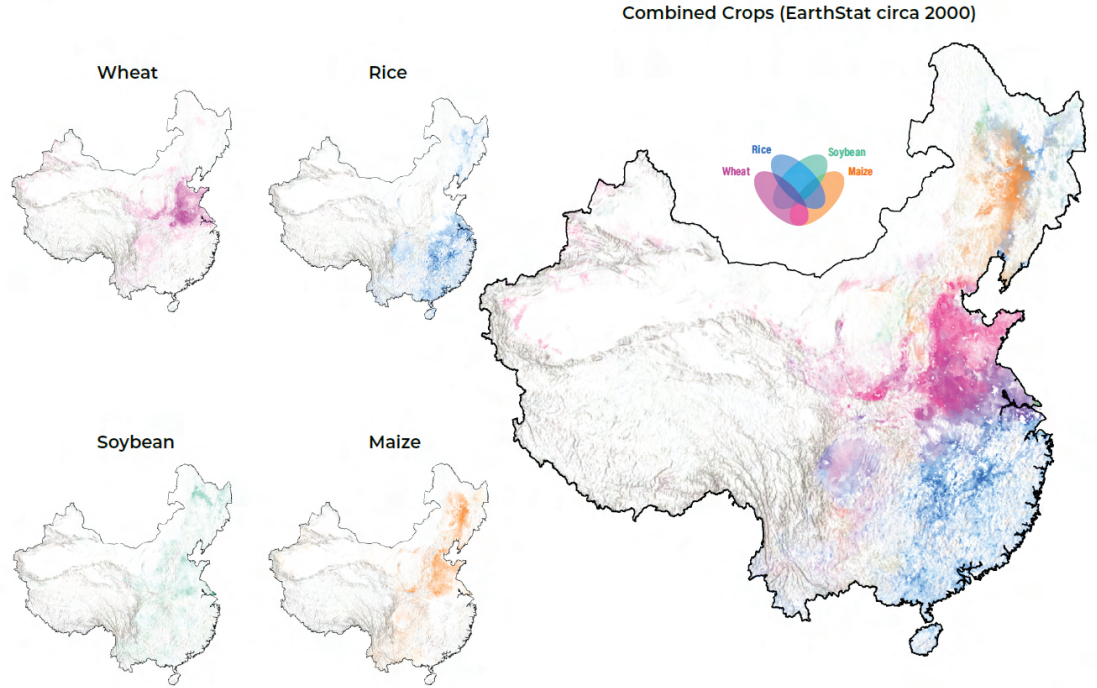 Combined Crops (EarthStat circa 2000)
Wheat
Rice
Rice
Soybean
Wheat
Maize
Soybean
Maize